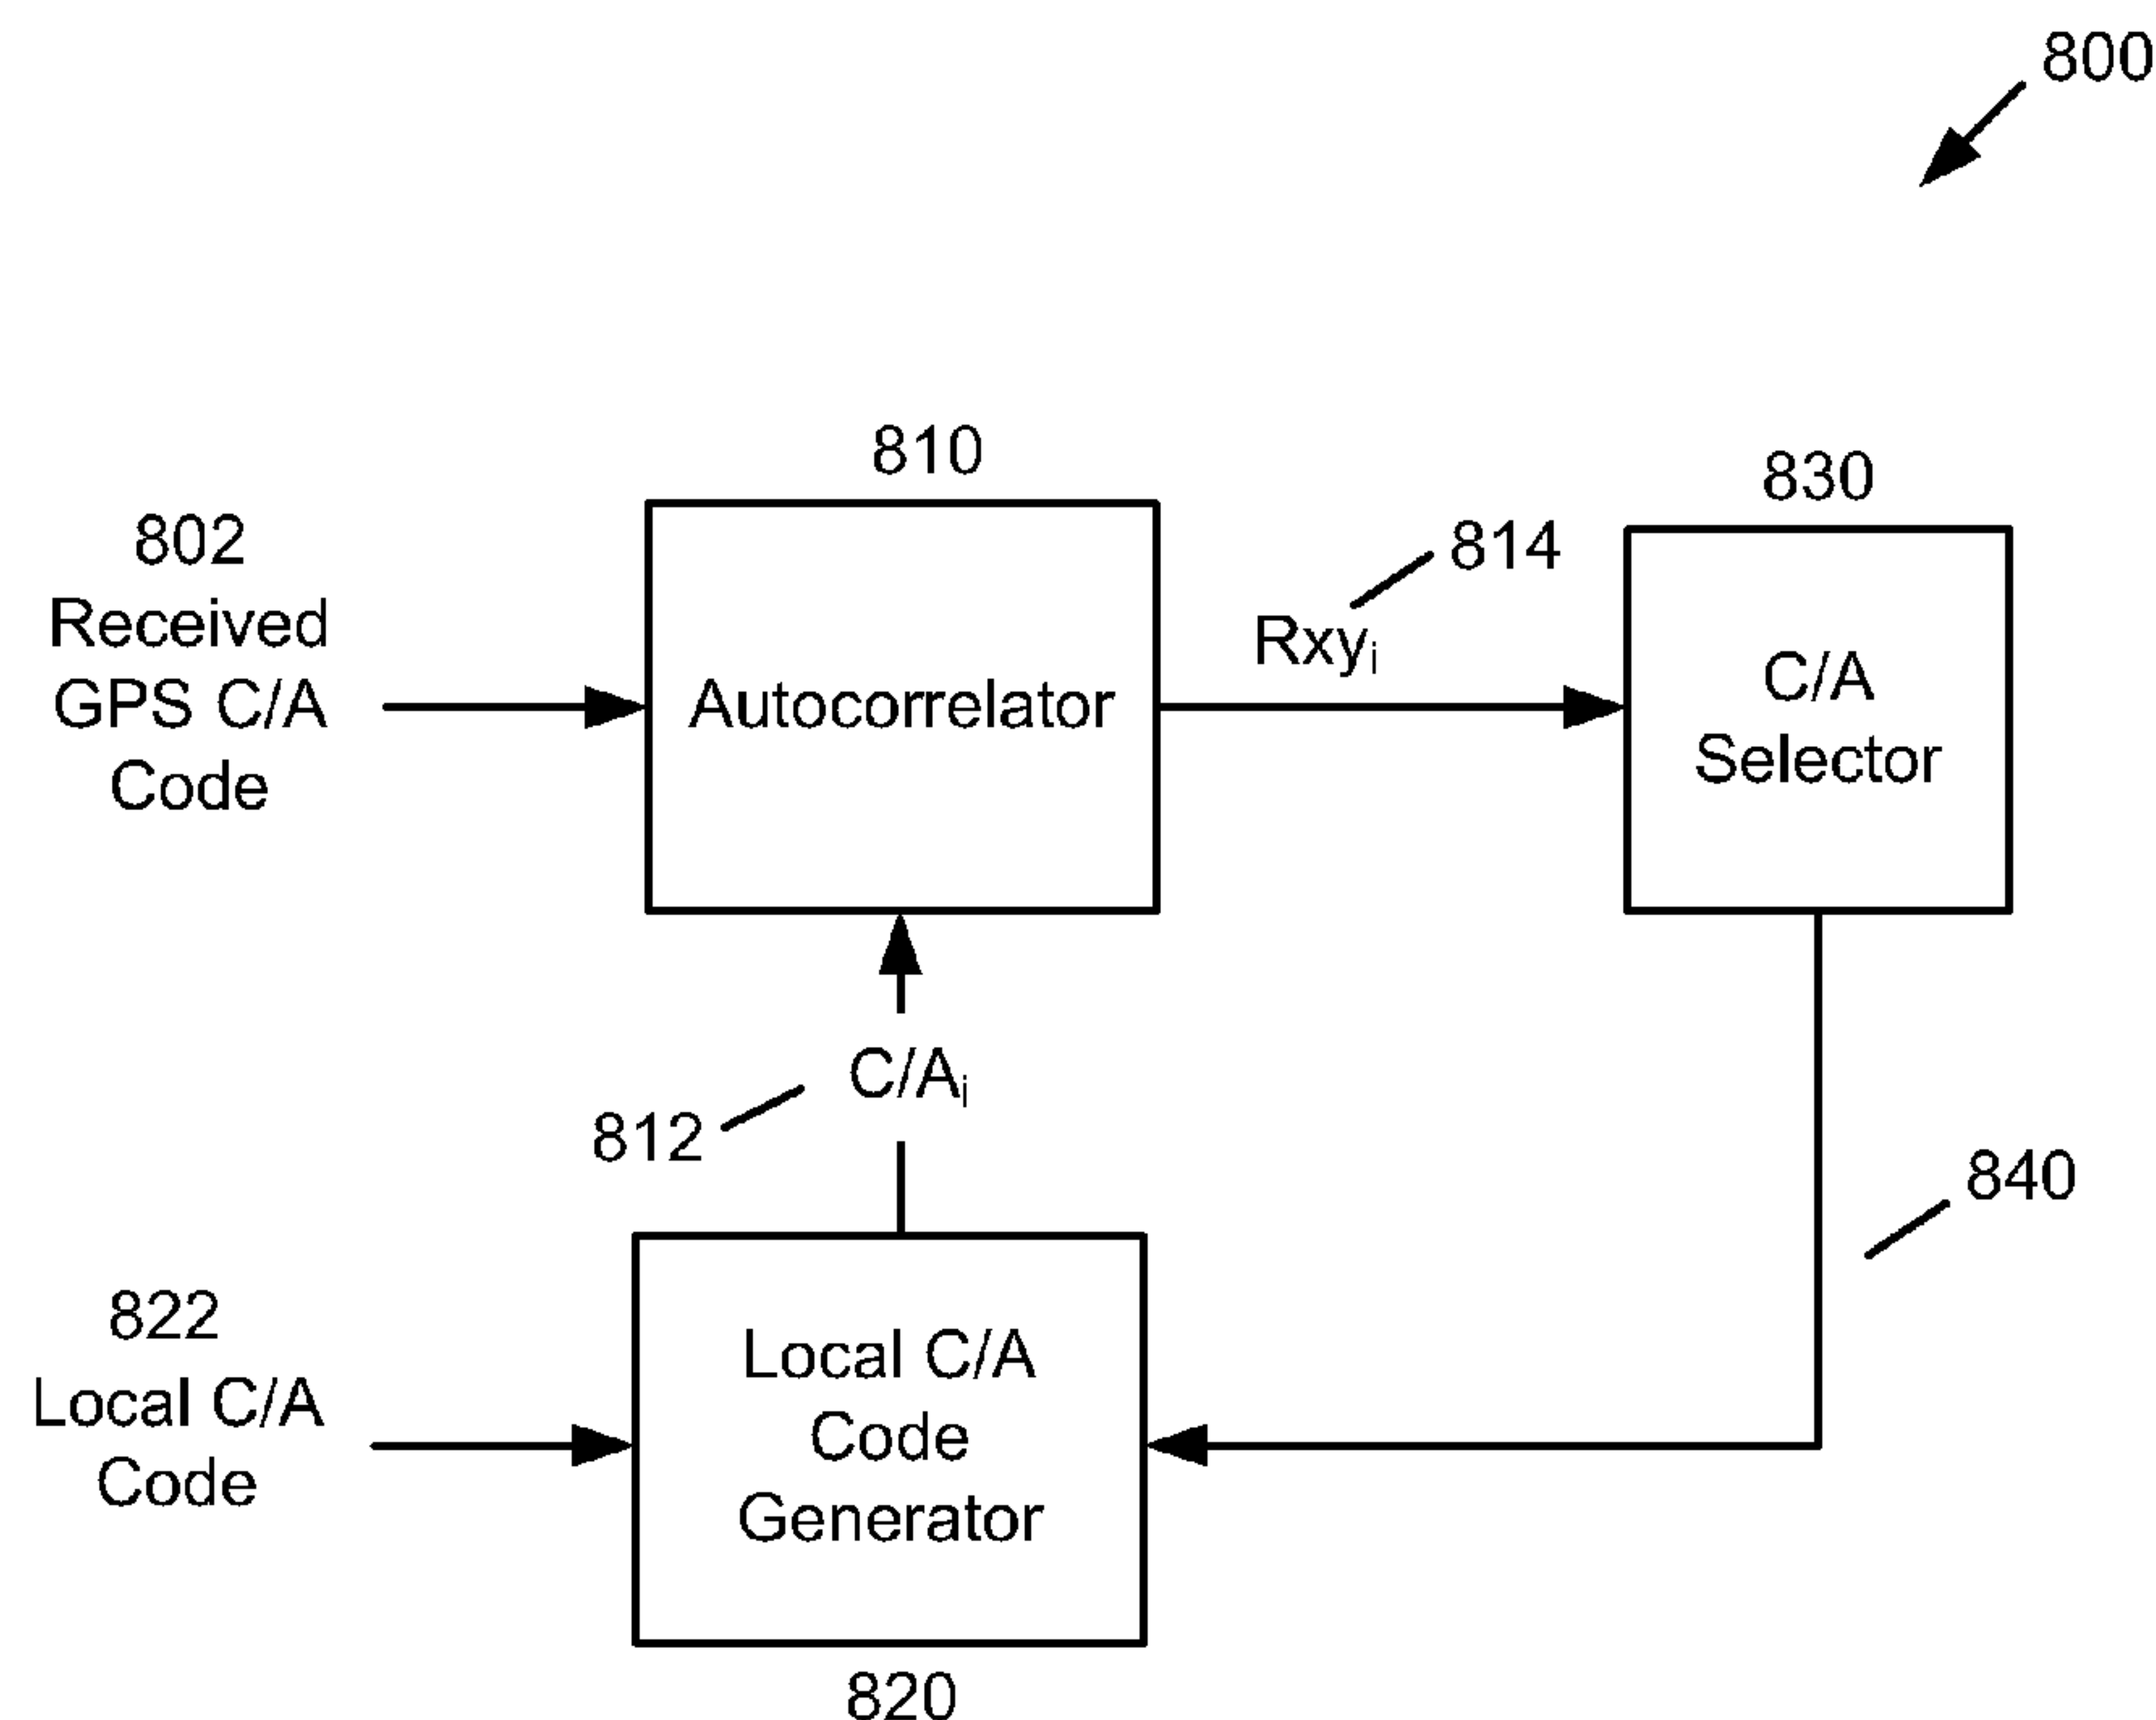 800
810
830
802
Received
GPS C/A
Code
Autocorrelator
814
Rxyi
C/A
Selector
812
C/Ai
840
822
Local C/A
Code
Local C/A
Code
Generator
820